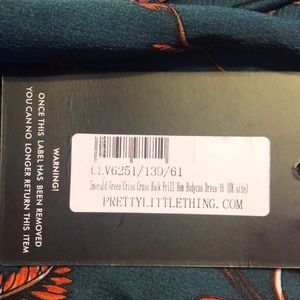 WARNING!
ONCE THIS LABEL HAS BEEN REMOVED
YOU CAN NO LONGER RETURN THIS ITEM
CLV6251/139/61
Emerald Green Criss Cross Back Frill Hem Bodycon Dress-16 (UK size)
PRETTYLITTLETHING.COM